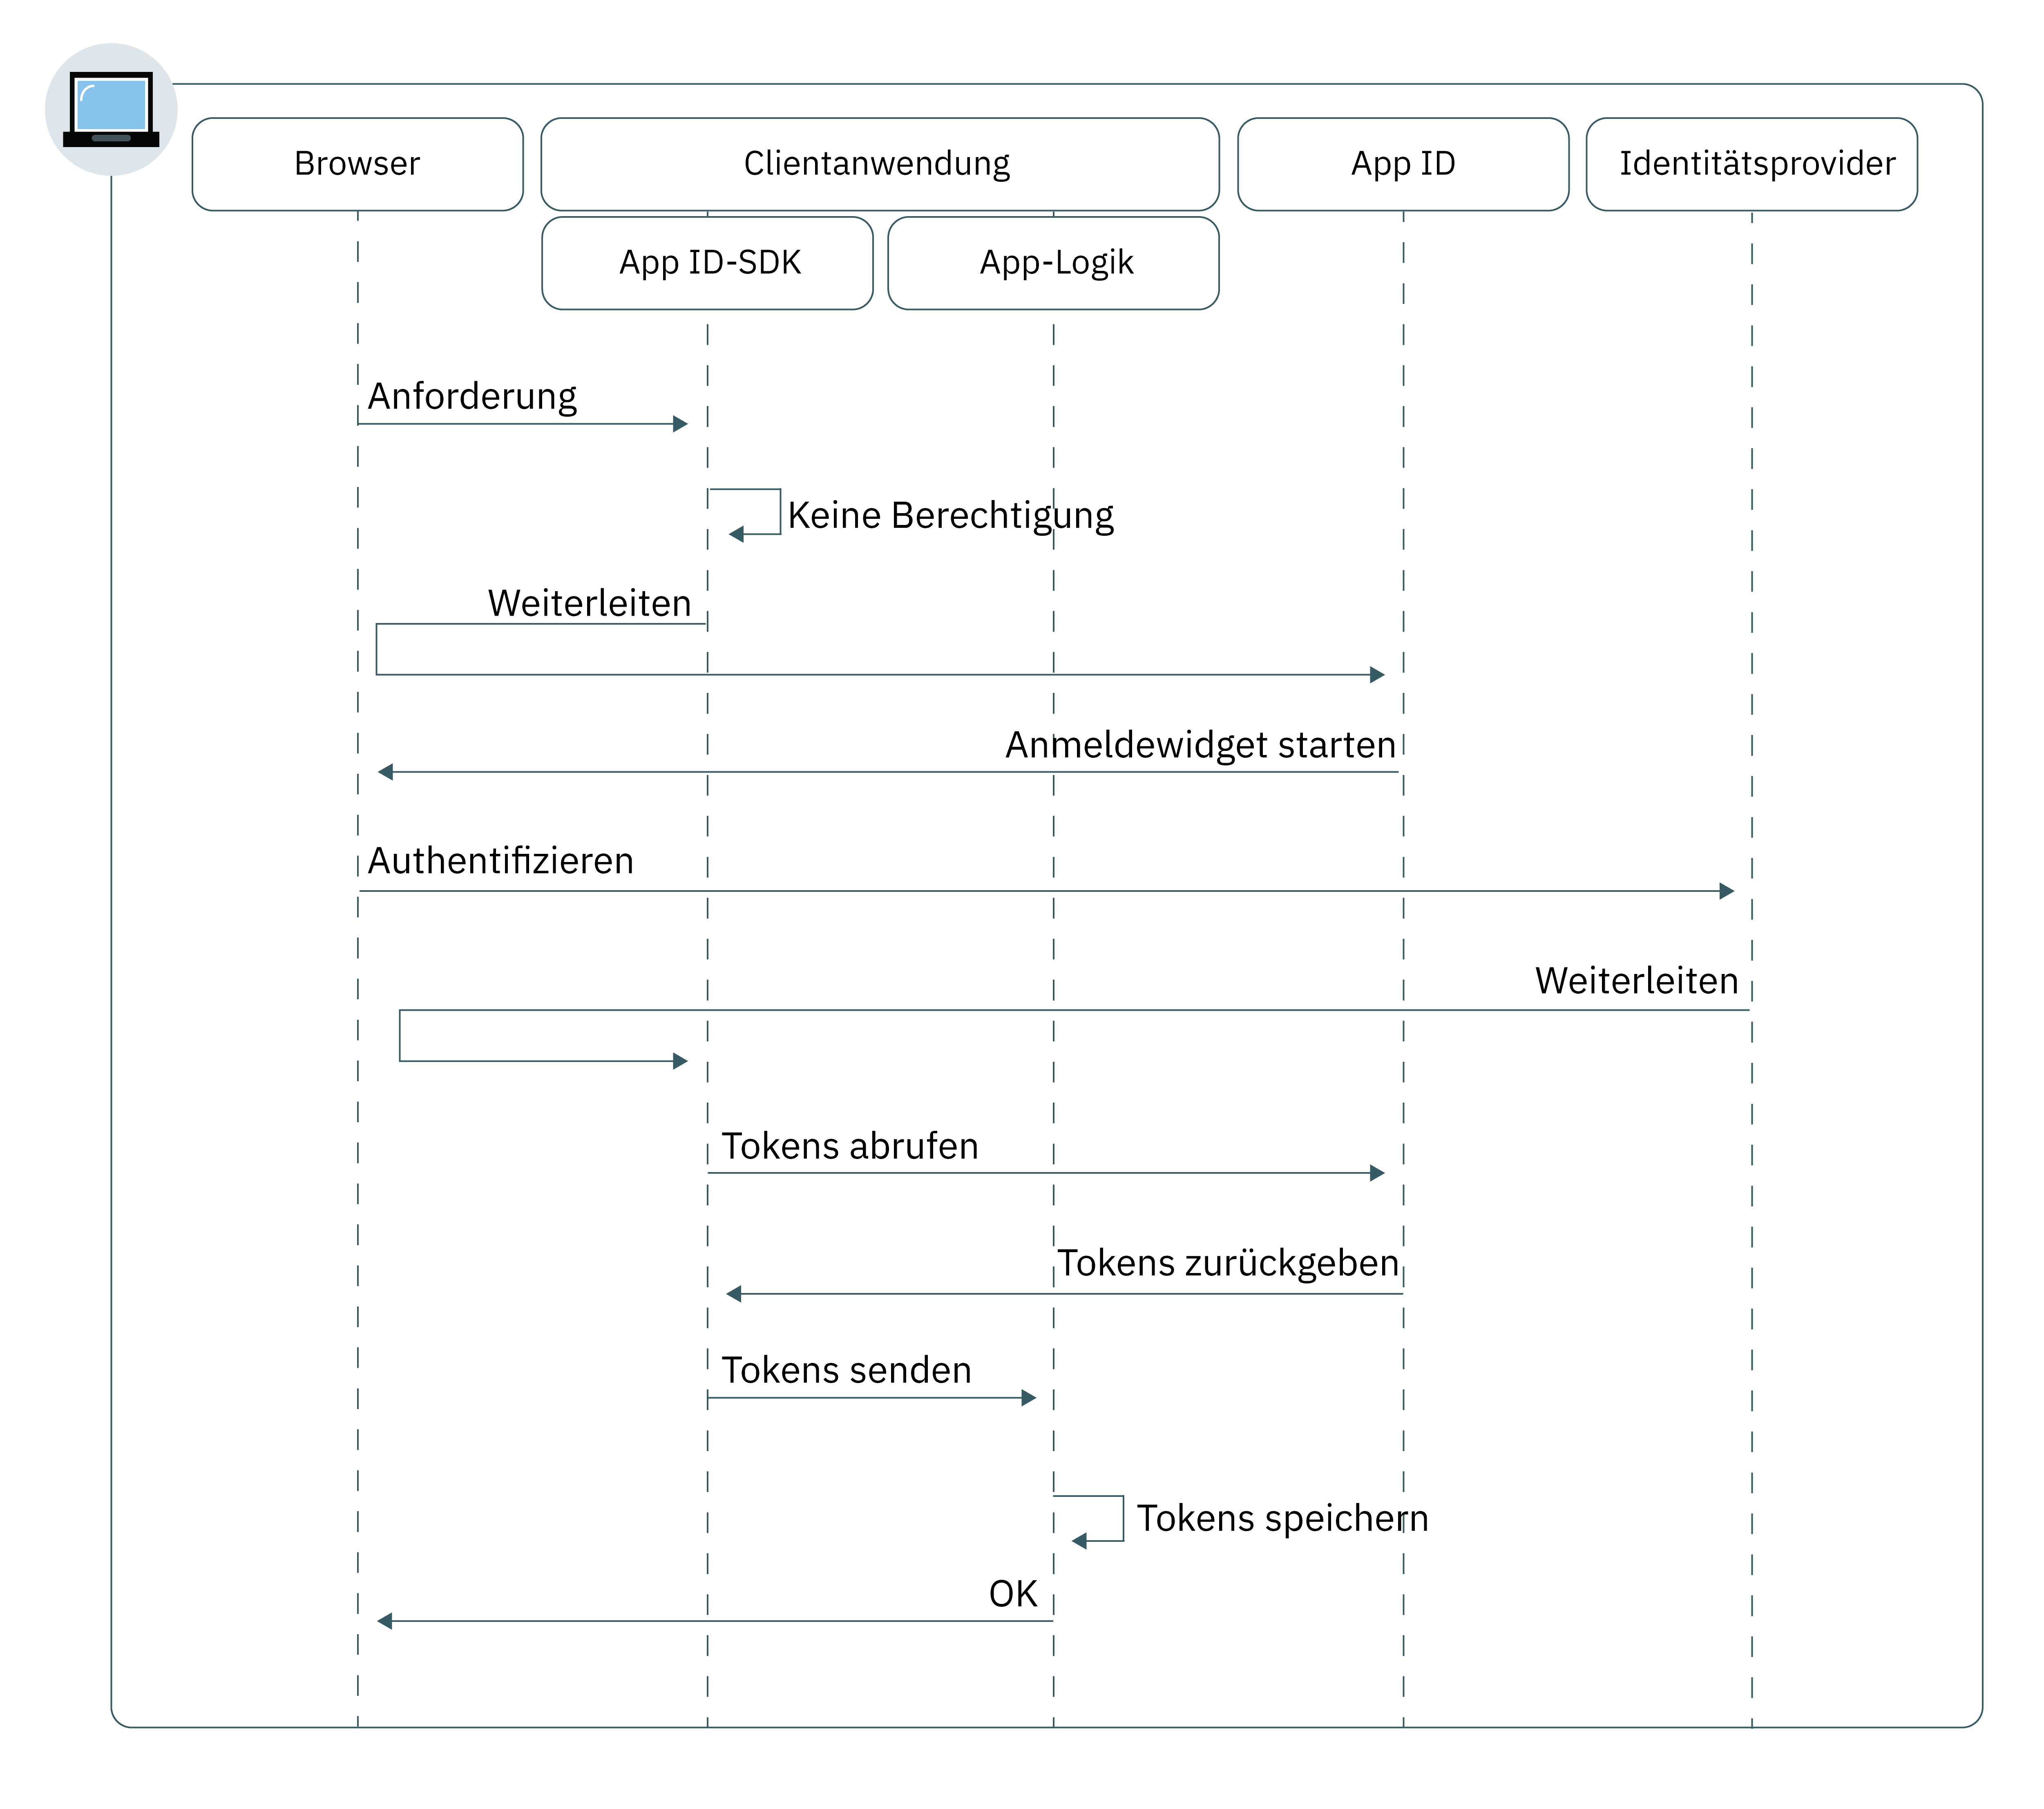 Browser
Clientanwendung
App ID
Identitätsprovider
App ID-SDK
App-Logik
Anforderung
Keine Berechtigung
Weiterleiten
Anmeldewidget starten
Authentifizieren
Weiterleiten
Tokens abrufen
Tokens zurückgeben
Tokens senden
Tokens speichern
OK